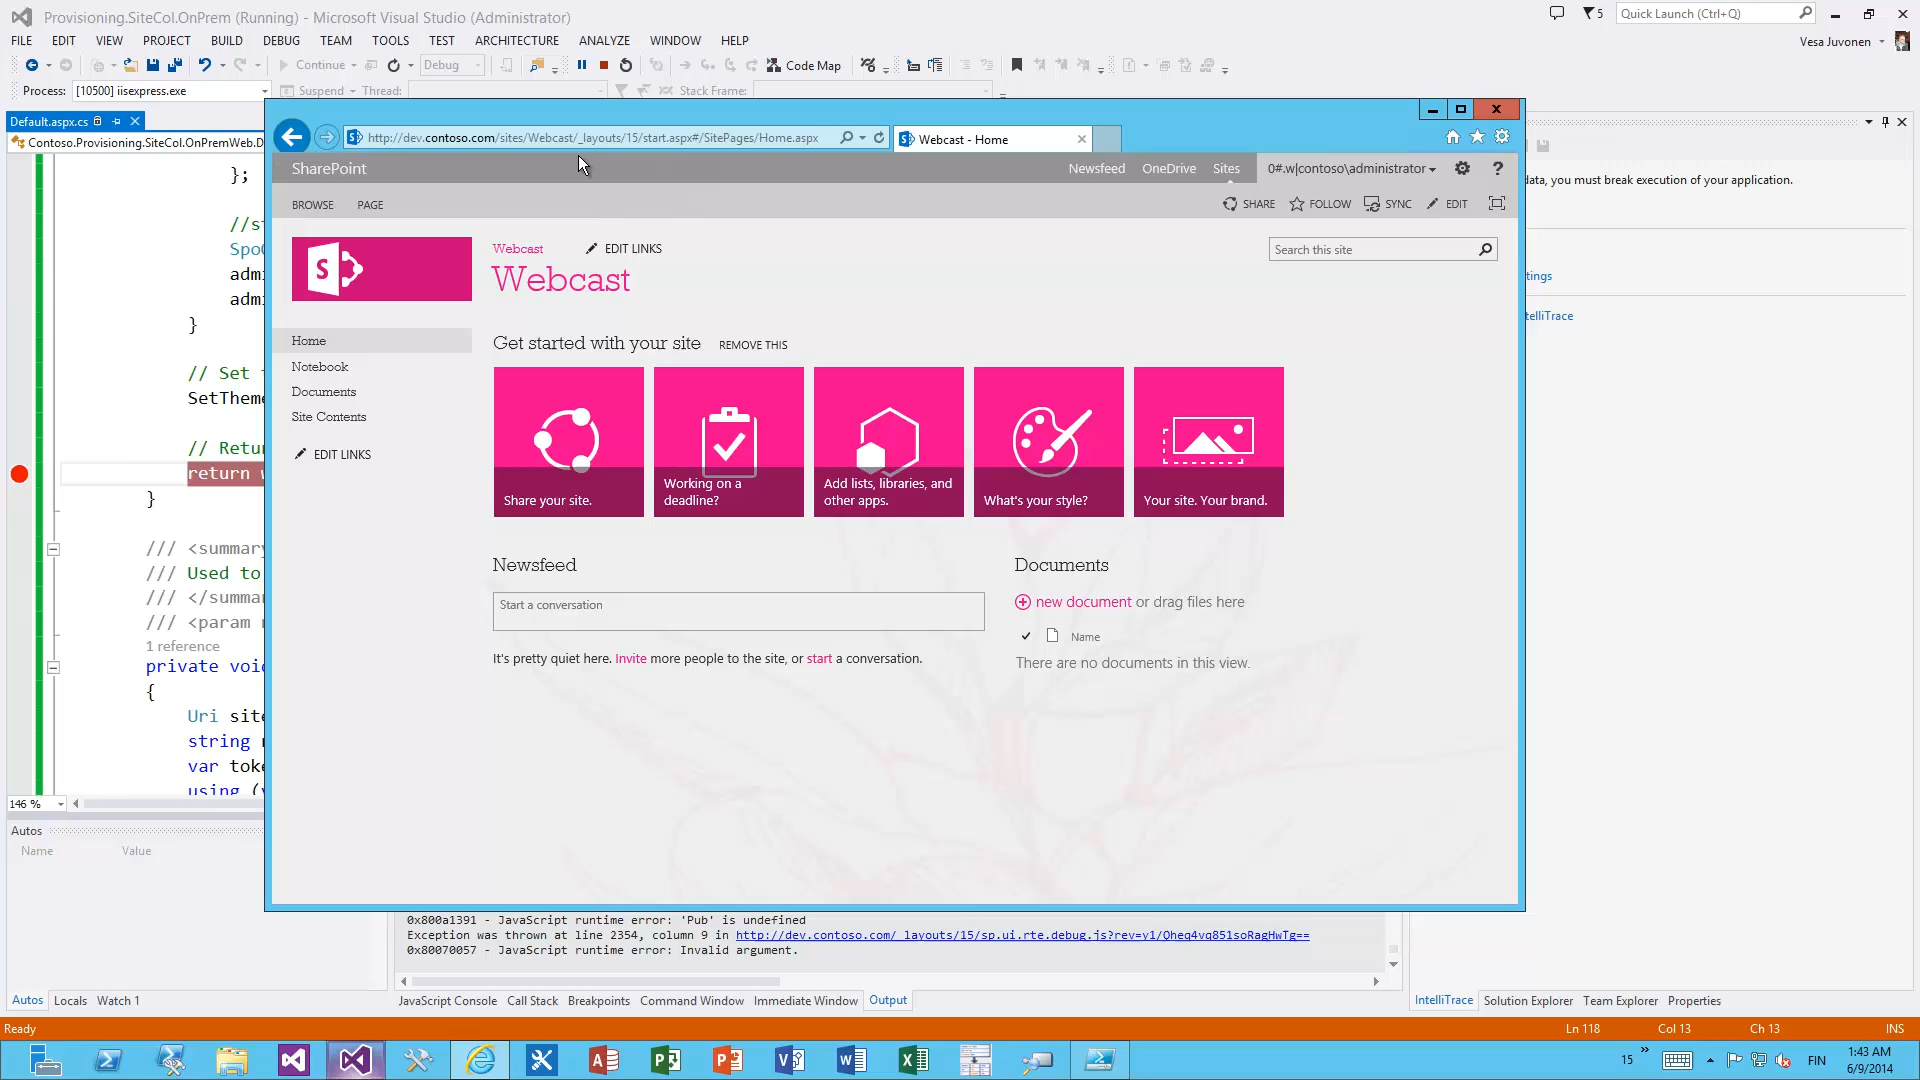 Provisioning.SiteCol.OnPrem (Running) - Microsoft Visual Studio (Administrator)
5
Quick Launch (Ctrl+Q)
FILE EDIT VIEW PROJECT BUILD DEBUG TEAM TOOLS TEST ARCHITECTURE ANALYZE WINDOW HELP
Vesa Juvonen
Continue Debug Code Map
Process: [10500] iisexpress.exe Suspend Thread: Stack Frame:
Default.aspx.cs
Contoso.Provisioning.SiteCol.OnPremWeb.D
http://dev.contoso.com/sites/Webcast/_layouts/15/start.aspx#/SitePages/Home.aspx
Webcast - Home
SharePoint
Newsfeed OneDrive Sites 0#.w|contoso\administrator ?
data, you must break execution of your application.
BROWSE PAGE
SHARE FOLLOW SYNC EDIT
S
Webcast EDIT LINKS
Search this site
Webcast
Home
Notebook
Documents
Site Contents
EDIT LINKS
Get started with your site REMOVE THIS
Share your site.
Working on a deadline?
Add lists, libraries, and other apps.
What's your style?
Your site. Your brand.
Newsfeed
Start a conversation
It's pretty quiet here. Invite more people to the site, or start a conversation.
Documents
new document or drag files here
Name
There are no documents in this view.
tings
telliTrace
};
//s
Spo
adm
adm
}
// Set
SetTheme
// Retu
return
}
/// <summary
/// Used to
/// </summa
/// <param
1 reference
private voi
{
Uri site
string
var toke
using (
146 %
Autos
Name Value
0x800a1391 - JavaScript runtime error: 'Pub' is undefined
Exception was thrown at line 2354, column 9 in http://dev.contoso.com/_layouts/15/sp.ui.rte.debug.js?rev=y1/Qheq4vq851soRagHwTg==
0x80070057 - JavaScript runtime error: Invalid argument.
Autos Locals Watch 1
JavaScript Console Call Stack Breakpoints Command Window Immediate Window Output
IntelliTrace Solution Explorer Team Explorer Properties
Ready
Ln 118 Col 13 Ch 13 INS
15
FIN
1:43 AM
6/9/2014